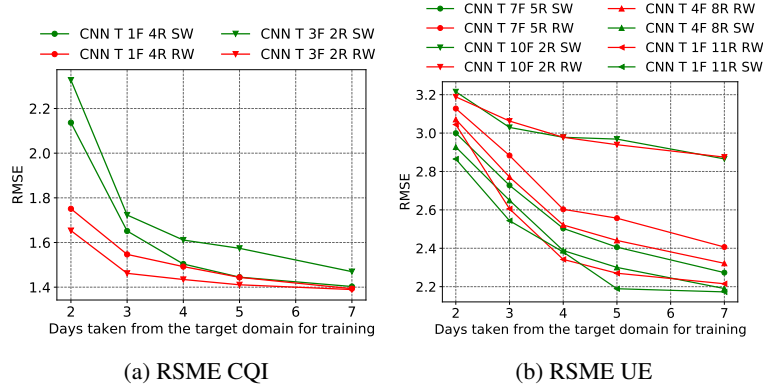 CNN T 1F 4R SW
CNN T 1F 4R RW
CNN T 3F 2R SW
CNN T 3F 2R RW
2.2
2.0
1.8
1.6
1.4
RMSE
2 3 4 5 6 7
Days taken from the target domain for training
(a) RSME CQI
CNN T 7F 5R SW
CNN T 7F 5R RW
CNN T 10F 2R SW
CNN T 10F 2R RW
CNN T 4F 8R RW
CNN T 4F 8R SW
CNN T 1F 11R RW
CNN T 1F 11R SW
3.2
3.0
2.8
2.6
2.4
2.2
RMSE
2 3 4 5 6 7
Days taken from the target domain for training
(b) RSME UE